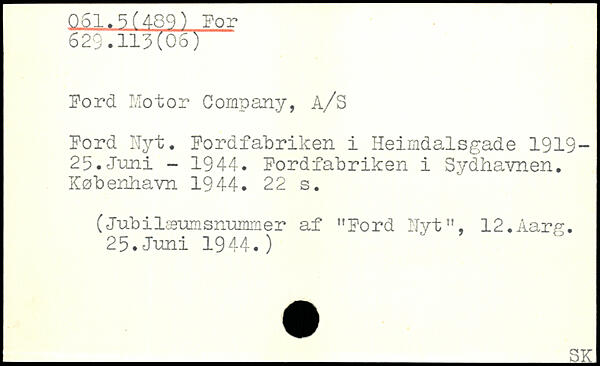 061.5(489) For
629.113(06)
Ford Motor Company, A/S
Ford Nyt. Fordfabriken i Heimdalsgade 1919-
25.Juni - 1944. Fordfabriken i Sydhavnen.
København 1944. 22 s.
(Jubilæumsnummer af "Ford Nyt", 12.Aarg.
25.Juni 1944.)
SK